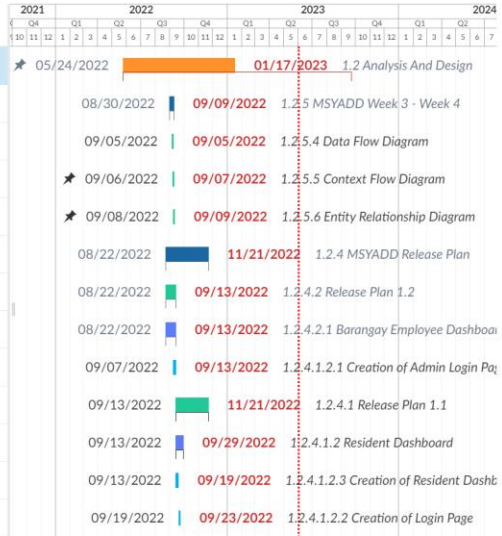 2021 2022 2023 2024
Q4 Q1 Q2 Q3 Q4 Q1 Q2 Q3 Q4 Q1 Q2
10 11 12 1 2 3 4 5 6 7 8 9 10 11 12 1 2 3 4 5 6 7 8 9 10 11 12 1 2 3 4 5 6 7
05/24/2022 01/17/2023 1.2 Analysis And Design
08/30/2022 09/09/2022 1.2.5 MSYADD Week 3 - Week 4
09/05/2022 09/05/2022 1.2.5.4 Data Flow Diagram
09/06/2022 09/07/2022 1.2.5.5 Context Flow Diagram
09/08/2022 09/09/2022 1.2.5.6 Entity Relationship Diagram
08/22/2022 11/21/2022 1.2.4 MSYADD Release Plan
08/22/2022 09/13/2022 1.2.4.2 Release Plan 1.2
08/22/2022 09/13/2022 1.2.4.2.1 Barangay Employee
09/07/2022 09/13/2022 1.2.4.1.2.1 Creation of Admin Login
09/13/2022 11/21/2022 1.2.4.1 Release Plan 1.1
09/13/2022 09/29/2022 1.2.4.1.2 Resident Dashboard
09/13/2022 09/19/2022 1.2.4.1.2.3 Creation of Resident
09/19/2022 09/23/2022 1.2.4.1.2.2 Creation of Login Page